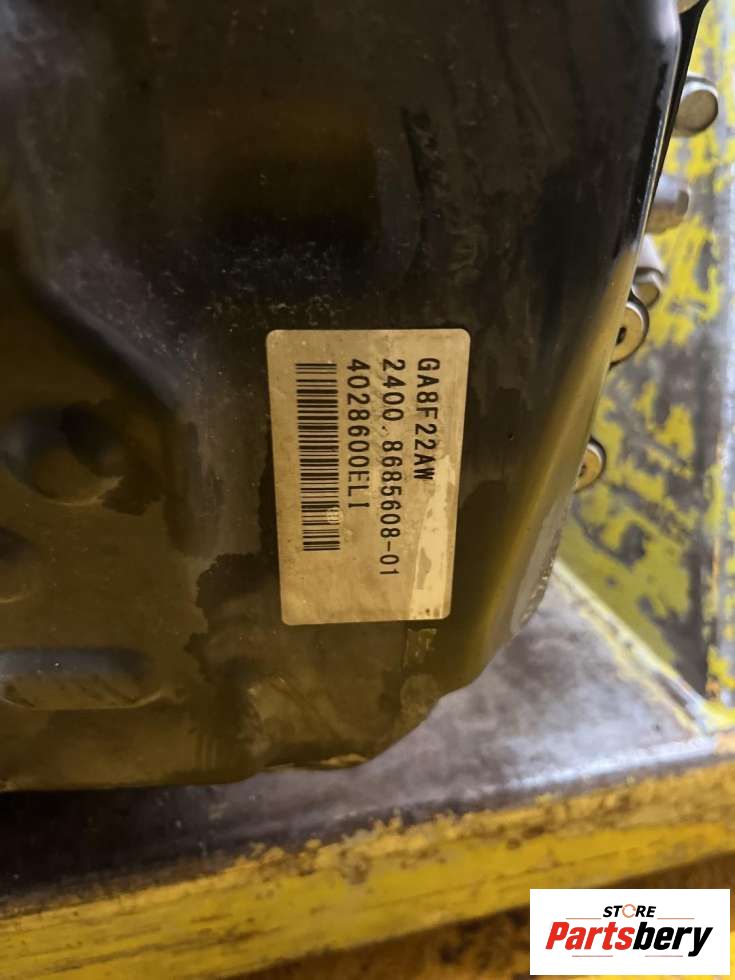 GA8F22AW
2400 8685608-01
4028600ELI
STORE
Partsbery